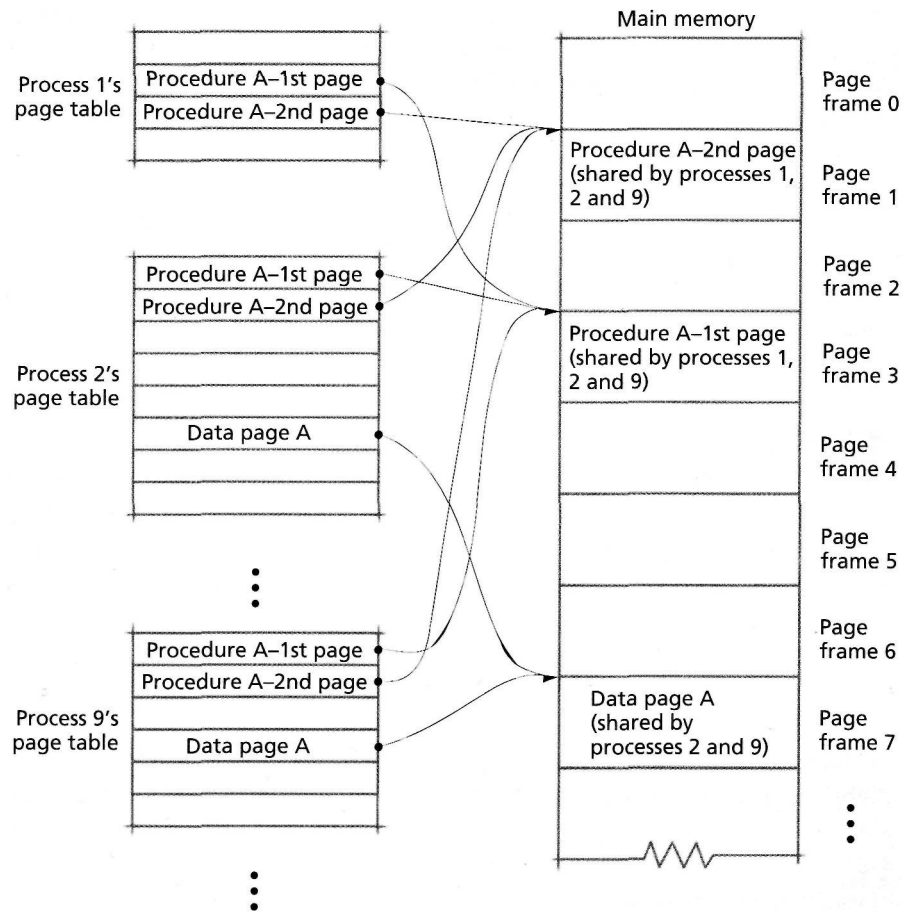 Main memory
Process 1's
page table
Procedure A–1st page
Procedure A–2nd page
Process 2's
page table
Procedure A–1st page
Procedure A–2nd page
Data page A
Process 9's
page table
Procedure A–1st page
Procedure A–2nd page
Data page A
Page
frame 0
Procedure A–2nd page
(shared by processes 1,
2 and 9)
Page
frame 1
Page
frame 2
Procedure A–1st page
(shared by processes 1,
2 and 9)
Page
frame 3
Page
frame 4
Page
frame 5
Page
frame 6
Data page A
(shared by
processes 2 and 9)
Page
frame 7